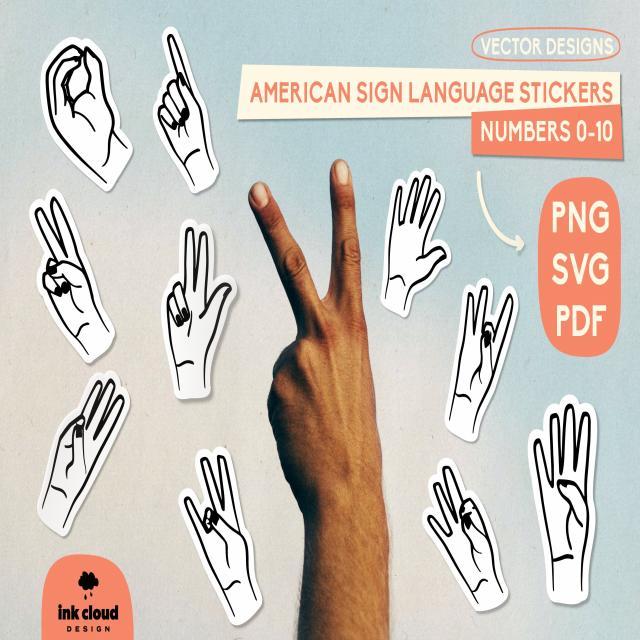 VECTOR DESIGNS
AMERICAN SIGN LANGUAGE STICKERS
NUMBERS 0-10
PNG
SVG
PDF
ink cloud
DESIGN